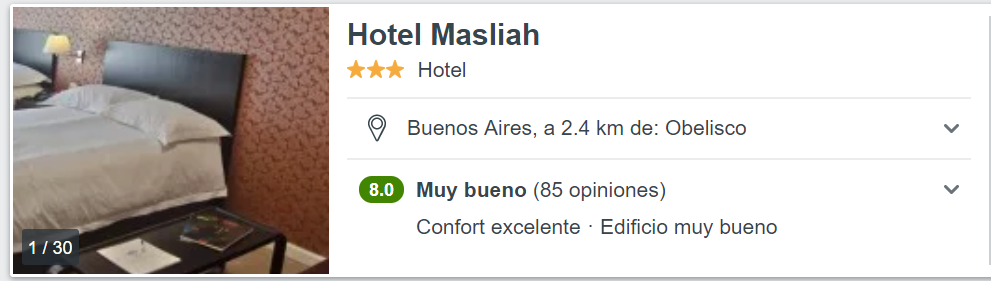 Hotel Masliah
Hotel
Buenos Aires, a 2.4 km de: Obelisco
8.0 Muy bueno (85 opiniones)
Confort excelente · Edificio muy bueno
1 / 30